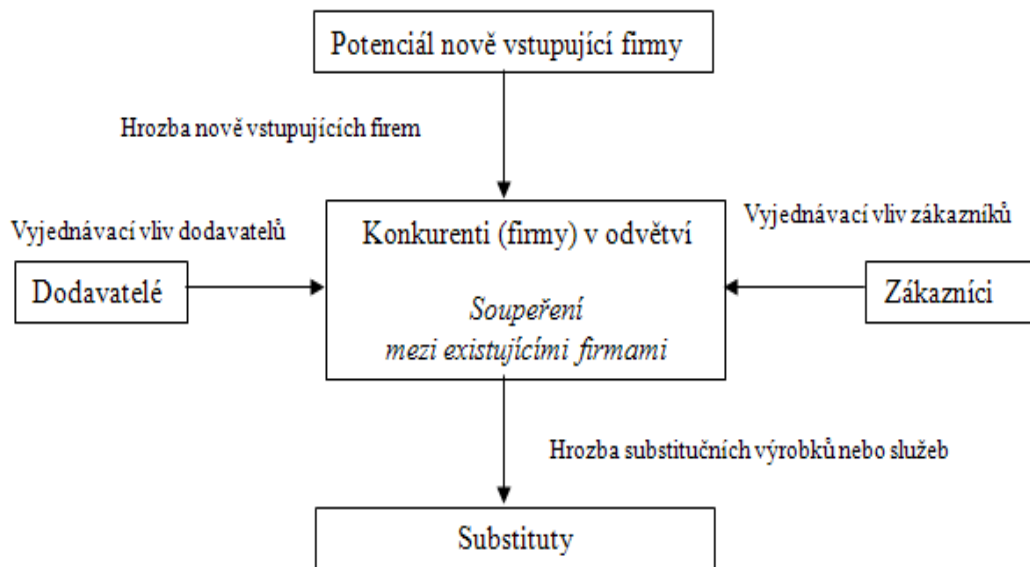 Potenciál nově vstupující firmy
Hrozba nově vstupujících firem
Vyjednávací vliv dodavatelů
Vyjednávací vliv zákazníků
Konkurenti (firmy) v odvětví
Dodavatelé
Zákazníci
Soupeření
mezi existujícími firmami
Hrozba substitučních výrobků nebo služeb
Substituty